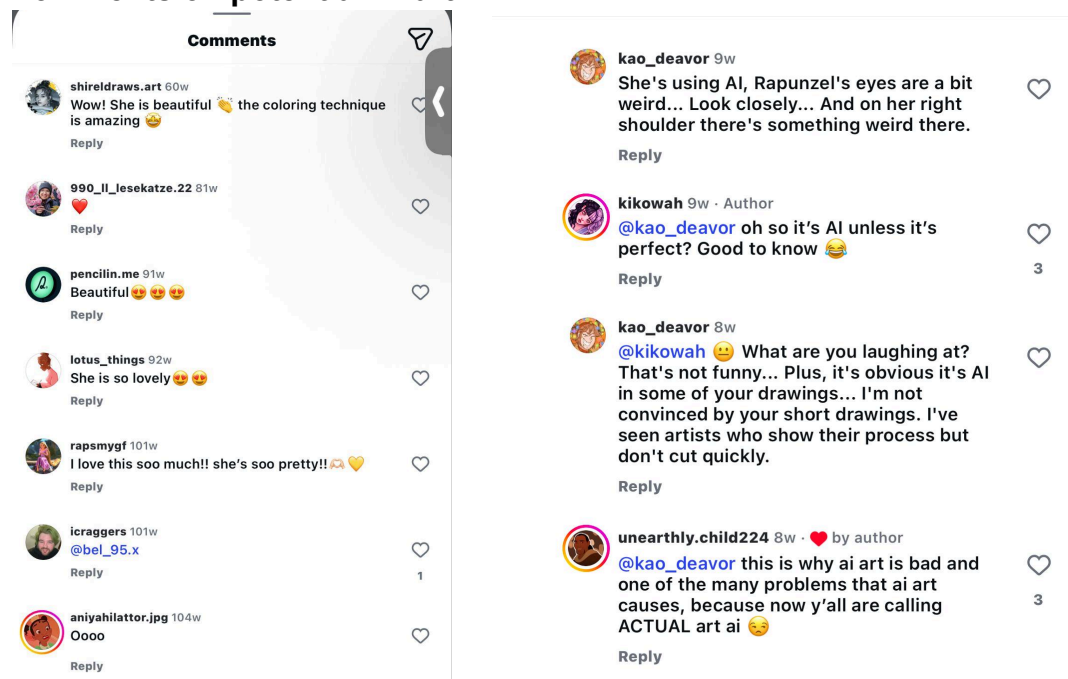 Comments
shireldraws.art 60w
Wow! She is beautiful 👏 the coloring technique
is amazing 🤩
Reply
990_ll_lesekatze.22 81w
❤️
Reply
pencilin.me 91w
Beautiful😍😍😍
Reply
lotus_things 92w
She is so lovely😍😍
Reply
rapsmygf 101w
I love this soo much!! she's soo pretty!!🫶🏻💛
Reply
icraggers 101w
@bel_95.x
Reply
1
aniyahilattor.jpg 104w
Oooo
Reply
kao_deavor 9w
She's using AI, Rapunzel's eyes are a bit
weird... Look closely... And on her right
shoulder there's something weird there.
Reply
kikowah 9w · Author
@kao_deavor oh so it's AI unless it's
perfect? Good to know 😂
Reply
3
kao_deavor 8w
@kikowah 😐 What are you laughing at?
That's not funny... Plus, it's obvious it's AI
in some of your drawings... I'm not
convinced by your short drawings. I've
seen artists who show their process but
don't cut quickly.
Reply
unearthly.child224 8w · ❤️ by author
@kao_deavor this is why ai art is bad and
one of the many problems that ai art
causes, because now y'all are calling
ACTUAL art ai 😒
Reply
3